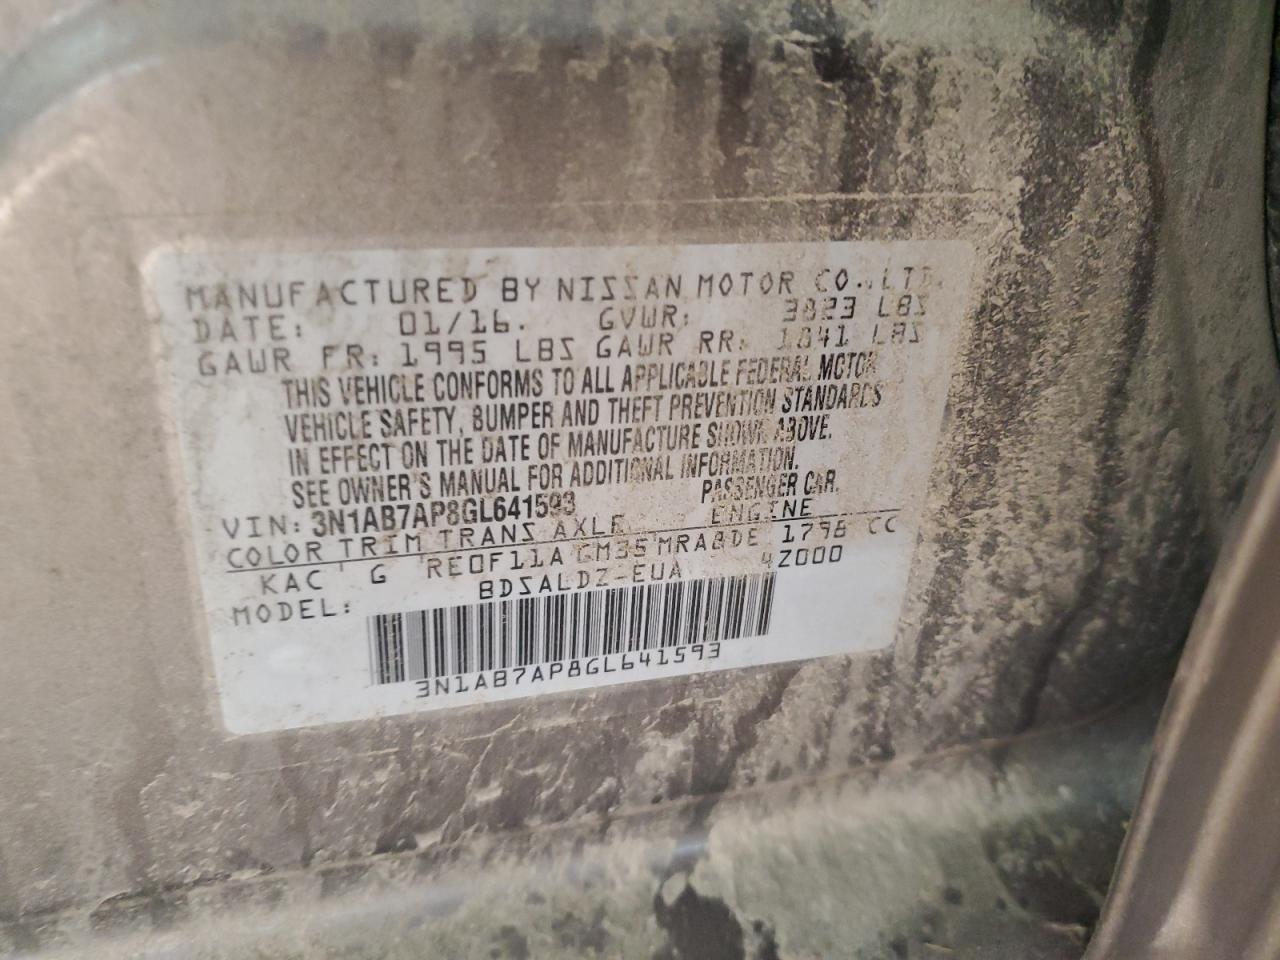 MANUFACTURED BY NISSAN MOTOR CO., LTD.
DATE: 01/16. GVWR: 3823 LBS
GAWR FR: 1995 LBS GAWR RR: 1841 LBS
THIS VEHICLE CONFORMS TO ALL APPLICABLE FEDERAL MOTOR
VEHICLE SAFETY, BUMPER AND THEFT PREVENTION STANDARDS
IN EFFECT ON THE DATE OF MANUFACTURE SHOWN ABOVE.
SEE OWNER'S MANUAL FOR ADDITIONAL INFORMATION.
VIN: 3N1AB7AP8GL641593 PASSENGER CAR.
COLOR TRIM TRANS AXLE ENGINE
KAC G RE0F11A GM35 MRA8DE 1798 CC
MODEL: BDSALDZ-EUA 4Z000
3N1AB7AP8GL641593